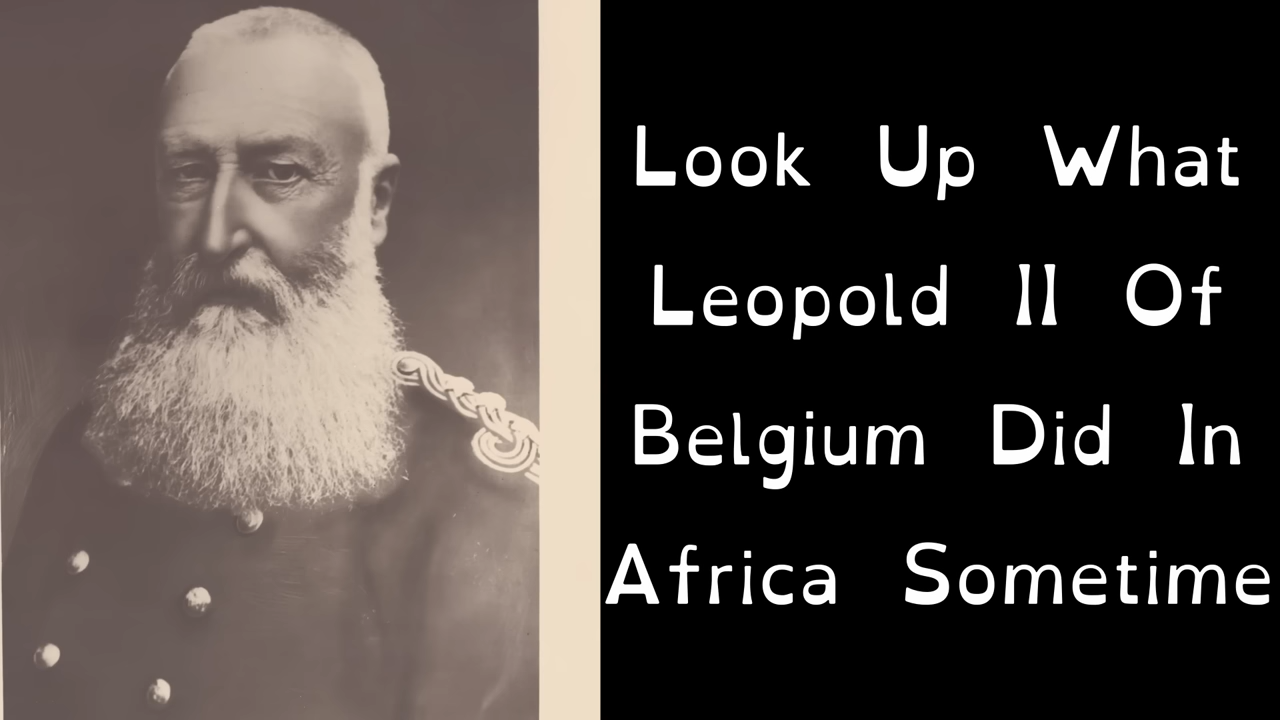 Look Up What
Leopold II Of
Belgium Did In
Africa Sometime